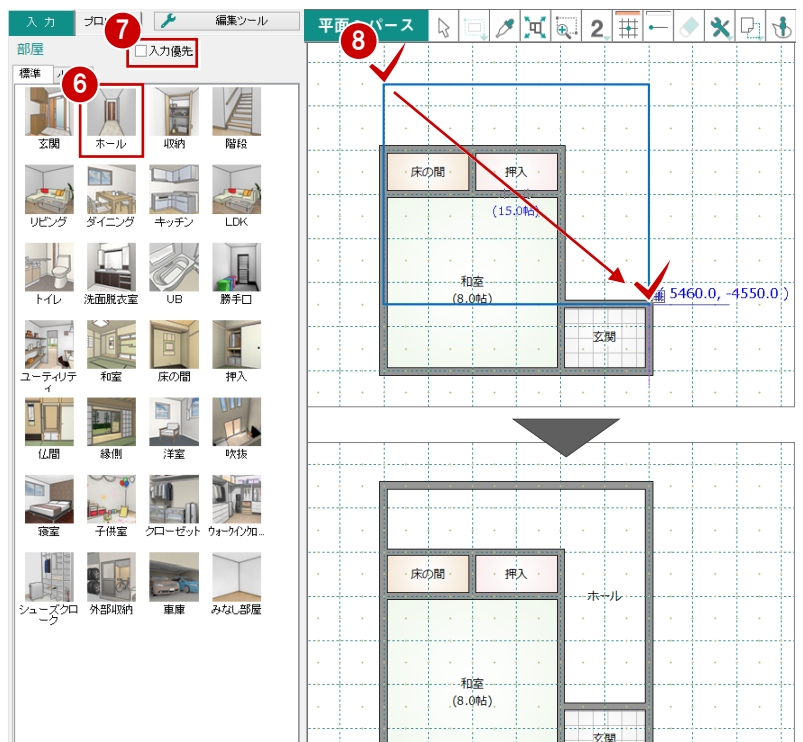 入力
編集ツール
7
部屋
入力優先
標準
6
玄関 ホール 収納 階段
リビング ダイニング キッチン LDK
トイレ 洗面脱衣室 UB 勝手口
ユーティリティ 和室 床の間 押入
仏間 縁側 洋室 吹抜
寝室 子供室 クローゼット ウォークインクロ...
シューズクローク 外部収納 車庫 みなし部屋
平面 パース
2
8
床の間 押入
(15.0帖)
和室
(8.0帖)
5460.0, -4550.0 )
玄関
床の間 押入
ホール
和室
(8.0帖)
玄関